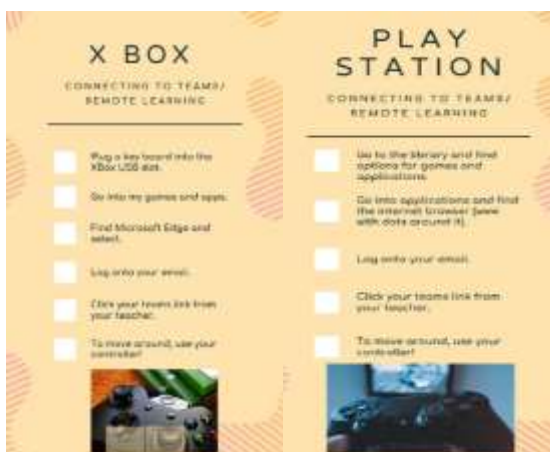 X BOX
CONNECTING TO TEAMS/
REMOTE LEARNING
Plug a key board into the
XBox USB slot.
Go into my games and apps.
Find Microsoft Edge and
select.
Log onto your email.
Click your teams link from
your teacher.
To move around, use your
controller!
PLAY
STATION
CONNECTING TO TEAMS/
REMOTE LEARNING
Go to the library and find
options for games and
applications.
Go into applications and find
the internet browser (www
with dots around it).
Log onto your email.
Click your teams link from
your teacher.
To move around, use your
controller!